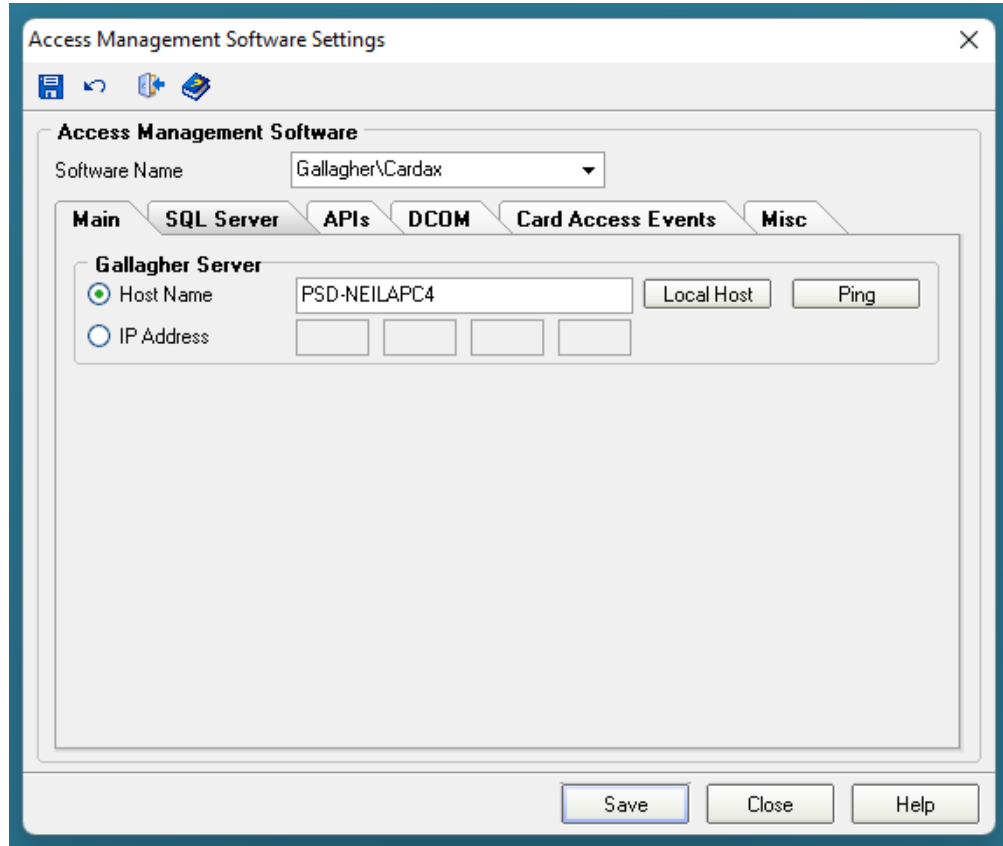 Access Management Software Settings
Access Management Software
Software Name Gallagher\Cardax
Main SQL Server APIs DCOM Card Access Events Misc
Gallagher Server
Host Name PSD-NEILAPC4 Local Host Ping
IP Address
Save Close Help